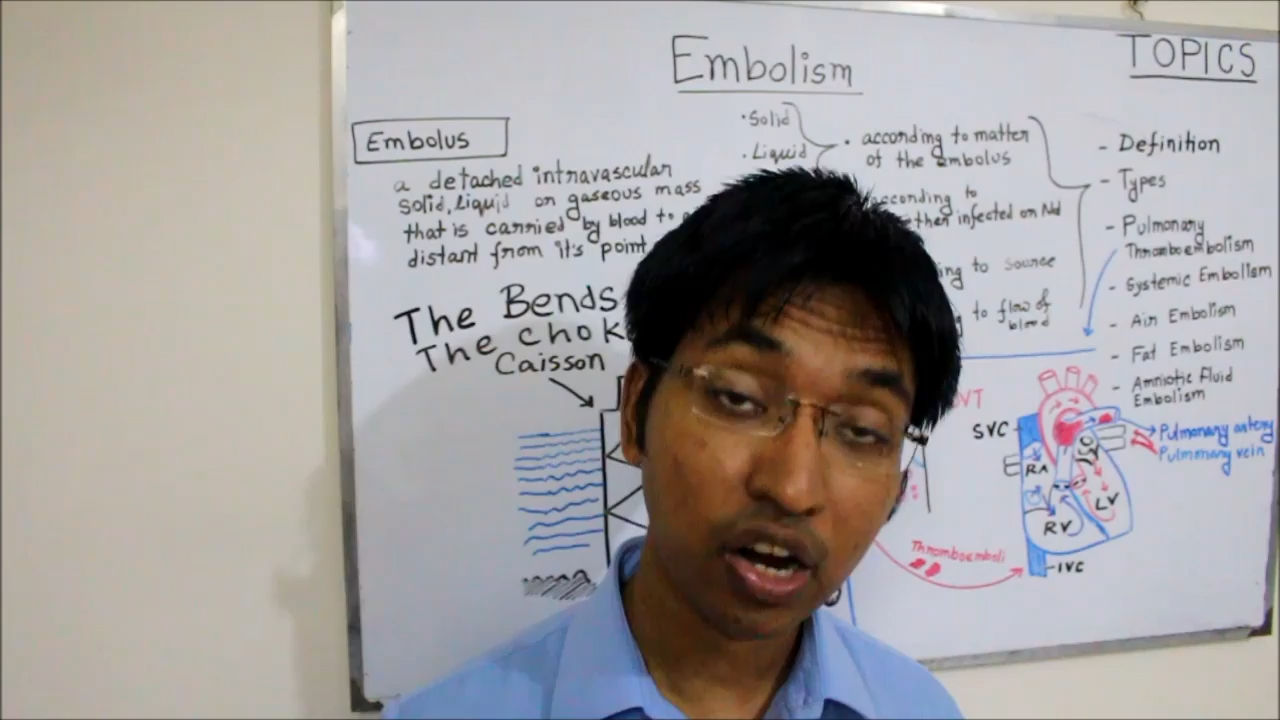 Embolism
TOPICS
Embolus
a detached intravascular
solid, liquid or gaseous mass
that is carried by blood to
distant from it's point
The Bends
The Chok
Caisson
• Solid
• Liquid
• according to matter
of the embolus
according to
infected or
to source
to flow of
blood
- Definition
- Types
- Pulmonary
Thromboembolism
- Systemic Embolism
- Air Embolism
- Fat Embolism
- Amniotic fluid
Embolism
DVT
SVC
Pulmonary artery
Pulmonary vein
RA
LV
RV
IVC
Thromboemboli